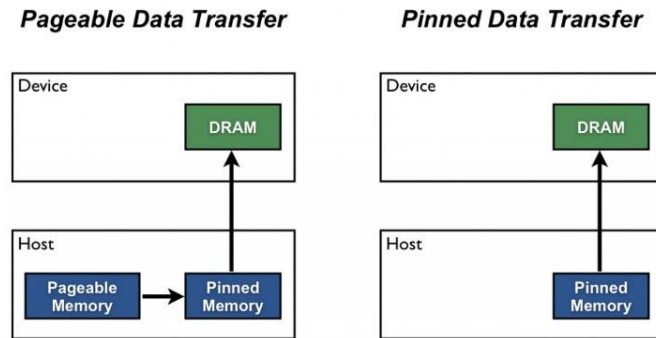 Pageable Data Transfer
Pinned Data Transfer
Device
DRAM
Host
Pageable
Memory
Pinned
Memory
Device
DRAM
Host
Pinned
Memory